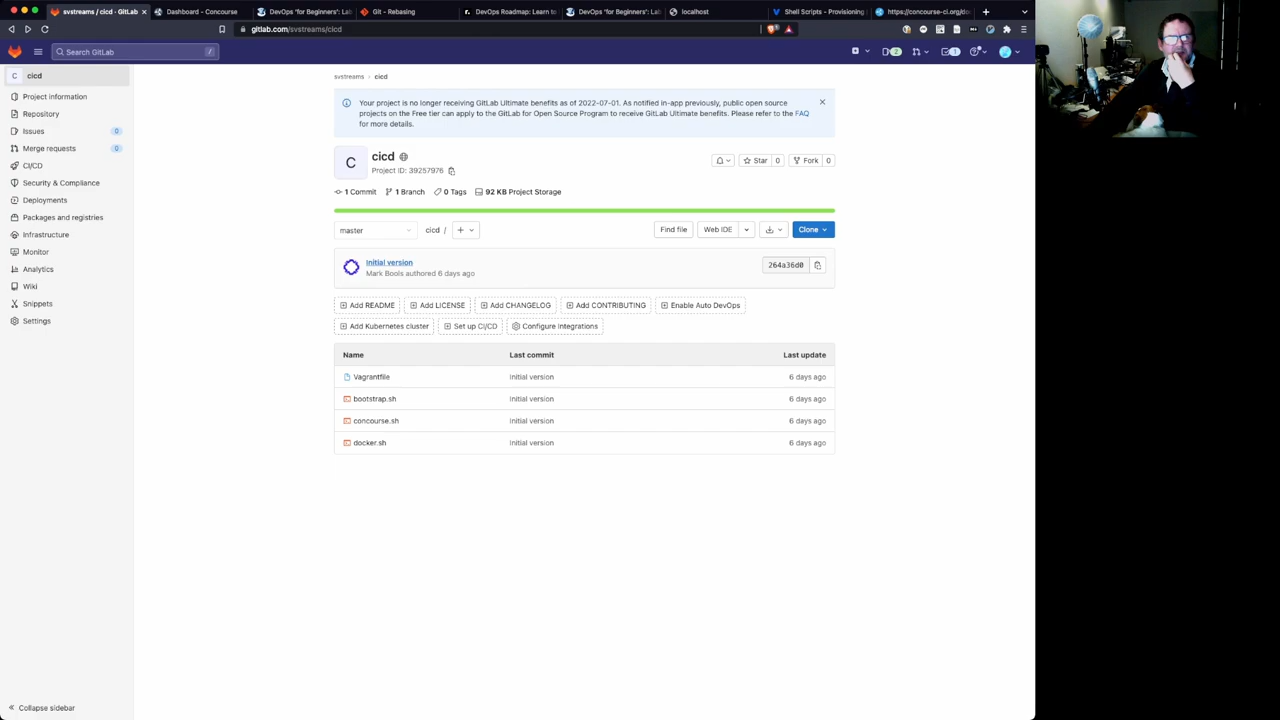 svstreams / cicd · GitLab
Dashboard - Concourse
DevOps 'for Beginners': Lab
Git - Rebasing
DevOps Roadmap: Learn to
DevOps 'for Beginners': Lab
localhost
Shell Scripts - Provisioning
https://concourse-ci.org/do
gitlab.com/svstreams/cicd
Search GitLab
/
2
1
C
cicd
Project information
Repository
Issues
0
Merge requests
0
CI/CD
Security & Compliance
Deployments
Packages and registries
Infrastructure
Monitor
Analytics
Wiki
Snippets
Settings
Collapse sidebar
svstreams › cicd
Your project is no longer receiving GitLab Ultimate benefits as of 2022-07-01. As notified in-app previously, public open source
projects on the Free tier can apply to the GitLab for Open Source Program to receive GitLab Ultimate benefits. Please refer to the FAQ
for more details.
C
cicd
Project ID: 39257976
Star 0
Fork 0
1 Commit 1 Branch 0 Tags 92 KB Project Storage
master
cicd /
+
Find file
Web IDE
Clone
Initial version
Mark Bools authored 6 days ago
264a36d0
Add README Add LICENSE Add CHANGELOG Add CONTRIBUTING Enable Auto DevOps
Add Kubernetes cluster Set up CI/CD Configure Integrations
Name Last commit Last update
Vagrantfile Initial version 6 days ago
bootstrap.sh Initial version 6 days ago
concourse.sh Initial version 6 days ago
docker.sh Initial version 6 days ago